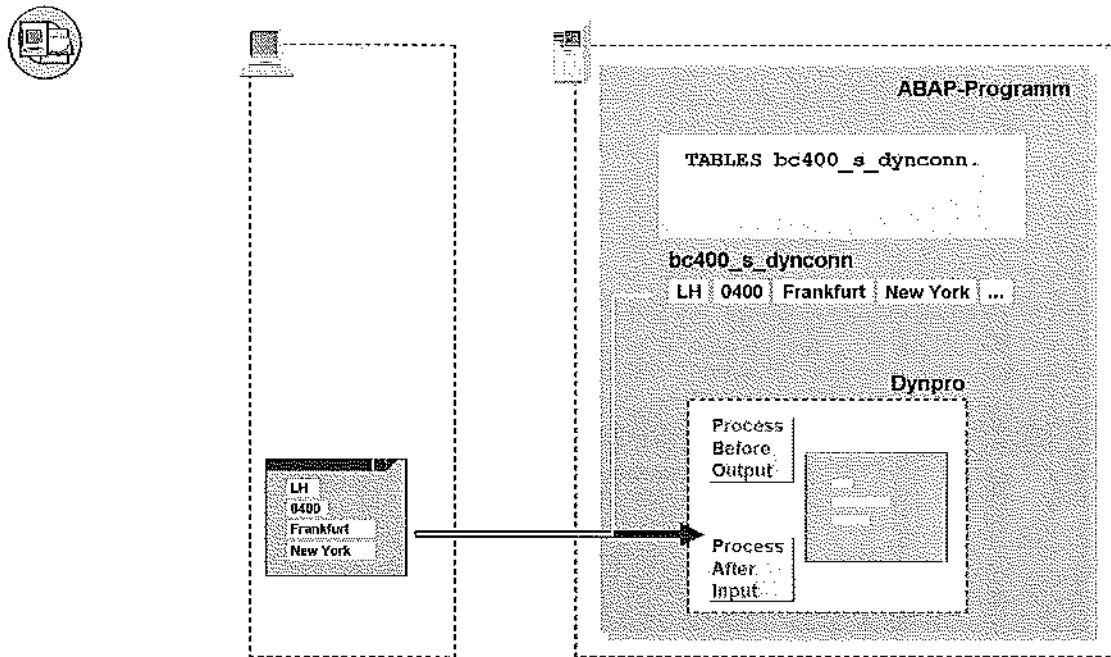 ABAP-Programm
TABLES bc400_s_dynconn.
bc400_s_dynconn
LH 0400 Frankfurt New York ...
Dynpro
Process
Before
Output
LH
0400
Frankfurt
New York
Process
After
Input